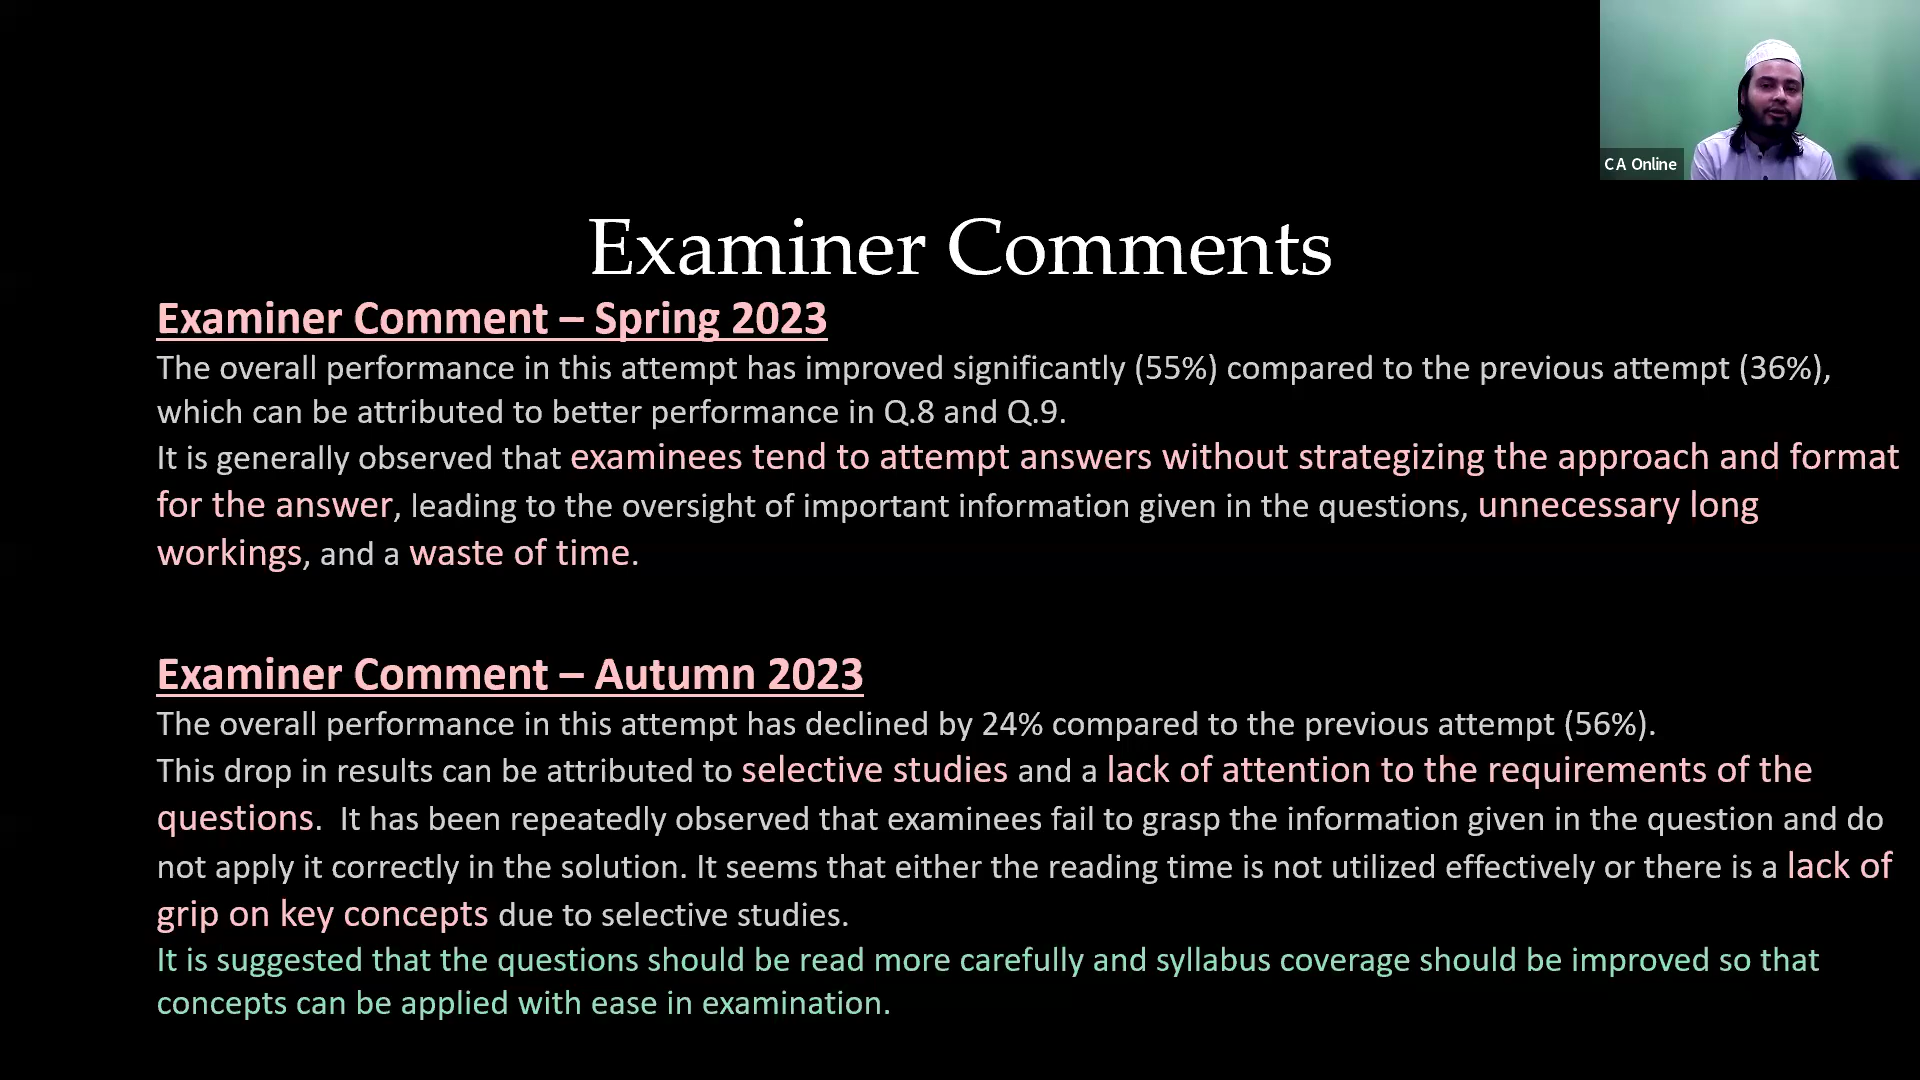 C A Online
Examiner Comments
Examiner Comment – Spring 2023
The overall performance in this attempt has improved significantly (55%) compared to the previous attempt (36%),
which can be attributed to better performance in Q.8 and Q.9.
It is generally observed that examinees tend to attempt answers without strategizing the approach and format
for the answer, leading to the oversight of important information given in the questions, unnecessary long
workings, and a waste of time.
Examiner Comment – Autumn 2023
The overall performance in this attempt has declined by 24% compared to the previous attempt (56%).
This drop in results can be attributed to selective studies and a lack of attention to the requirements of the
questions.  It has been repeatedly observed that examinees fail to grasp the information given in the question and do
not apply it correctly in the solution. It seems that either the reading time is not utilized effectively or there is a lack of
grip on key concepts due to selective studies.
It is suggested that the questions should be read more carefully and syllabus coverage should be improved so that
concepts can be applied with ease in examination.